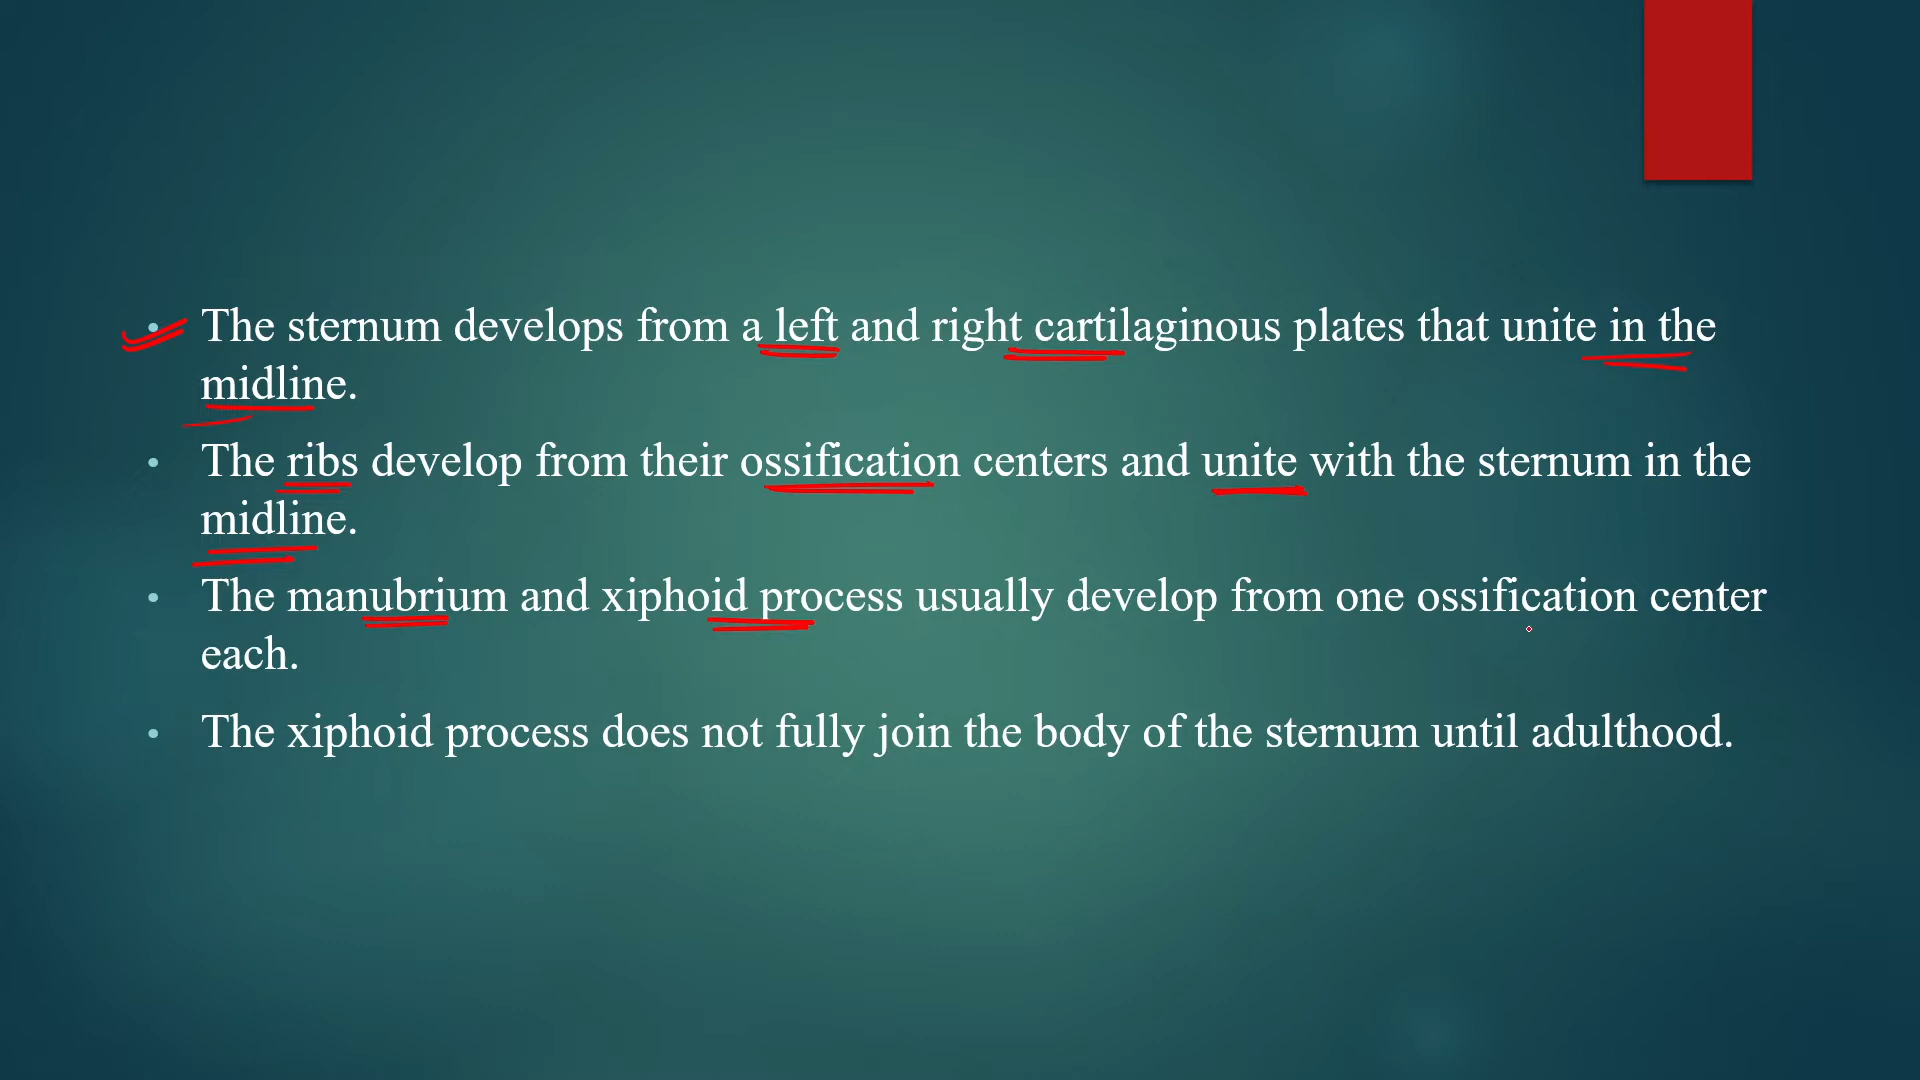 • The sternum develops from a left and right cartilaginous plates that unite in the
midline.
• The ribs develop from their ossification centers and unite with the sternum in the
midline.
• The manubrium and xiphoid process usually develop from one ossification center
each.
• The xiphoid process does not fully join the body of the sternum until adulthood.